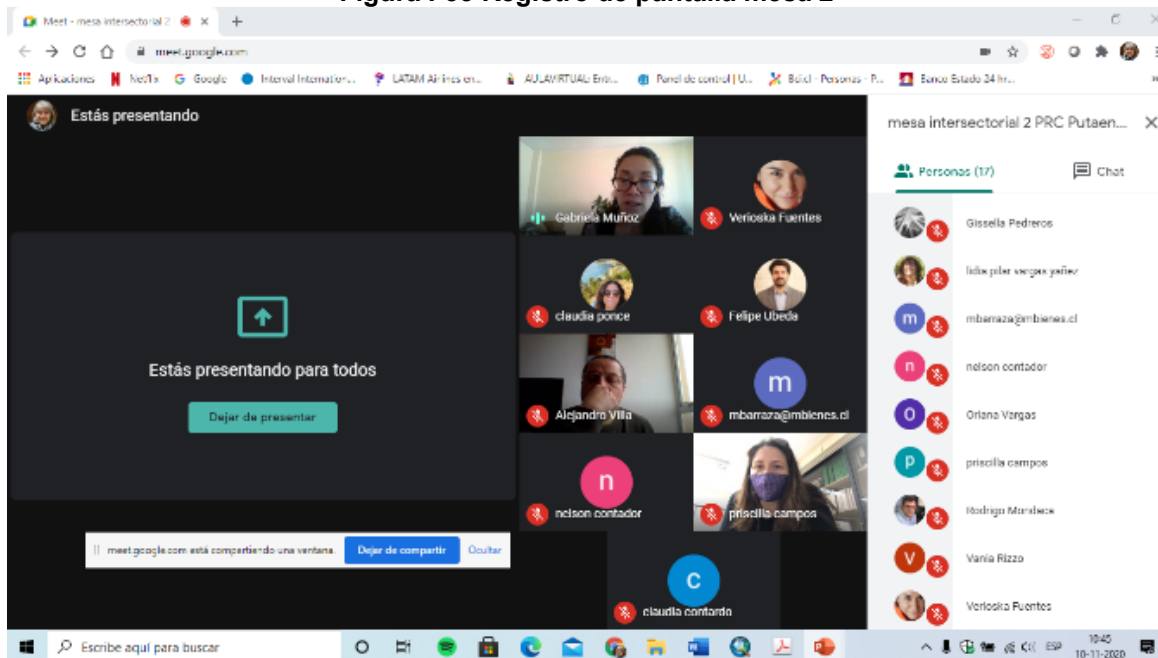 Meet - mesa intersectorial 2
meet.google.com
Aplicaciones Netflix Google Interval Internation... LATAM Airlines en... AULAVIRTUAL: Entr... Panel de control | U... Bolicl - Personas - P... Banco Estado 24 hr...
Estás presentando
Estás presentando para todos
Dejar de presentar
meet.google.com está compartiendo una ventana. Dejar de compartir Ocultar
Gabriela Muñoz
Verioska Fuentes
claudia ponce
Felipe Ubeda
Alejandro Villa
m
mbarraza@mbienes.cl
n
nelson contador
priscilla campos
c
claudia contardo
mesa intersectorial 2 PRC Putaen...
Personas (17) Chat
Gissella Pedreros
lidia pilar vargas yañez
m mbarraza@mbienes.cl
n nelson contador
O Oriana Vargas
p priscilla campos
Rodrigo Mondaca
V Vania Rizzo
Verioska Fuentes
Escribe aquí para buscar
ESP
10:45
10-11-2020